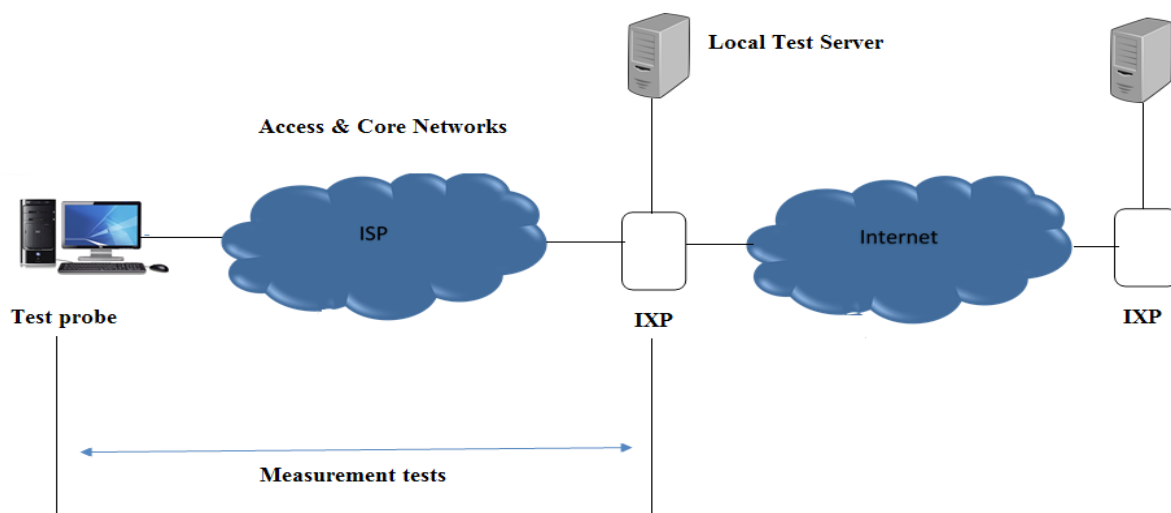 Local Test Server
Access & Core Networks
ISP
Internet
Test probe
IXP
IXP
Measurement tests